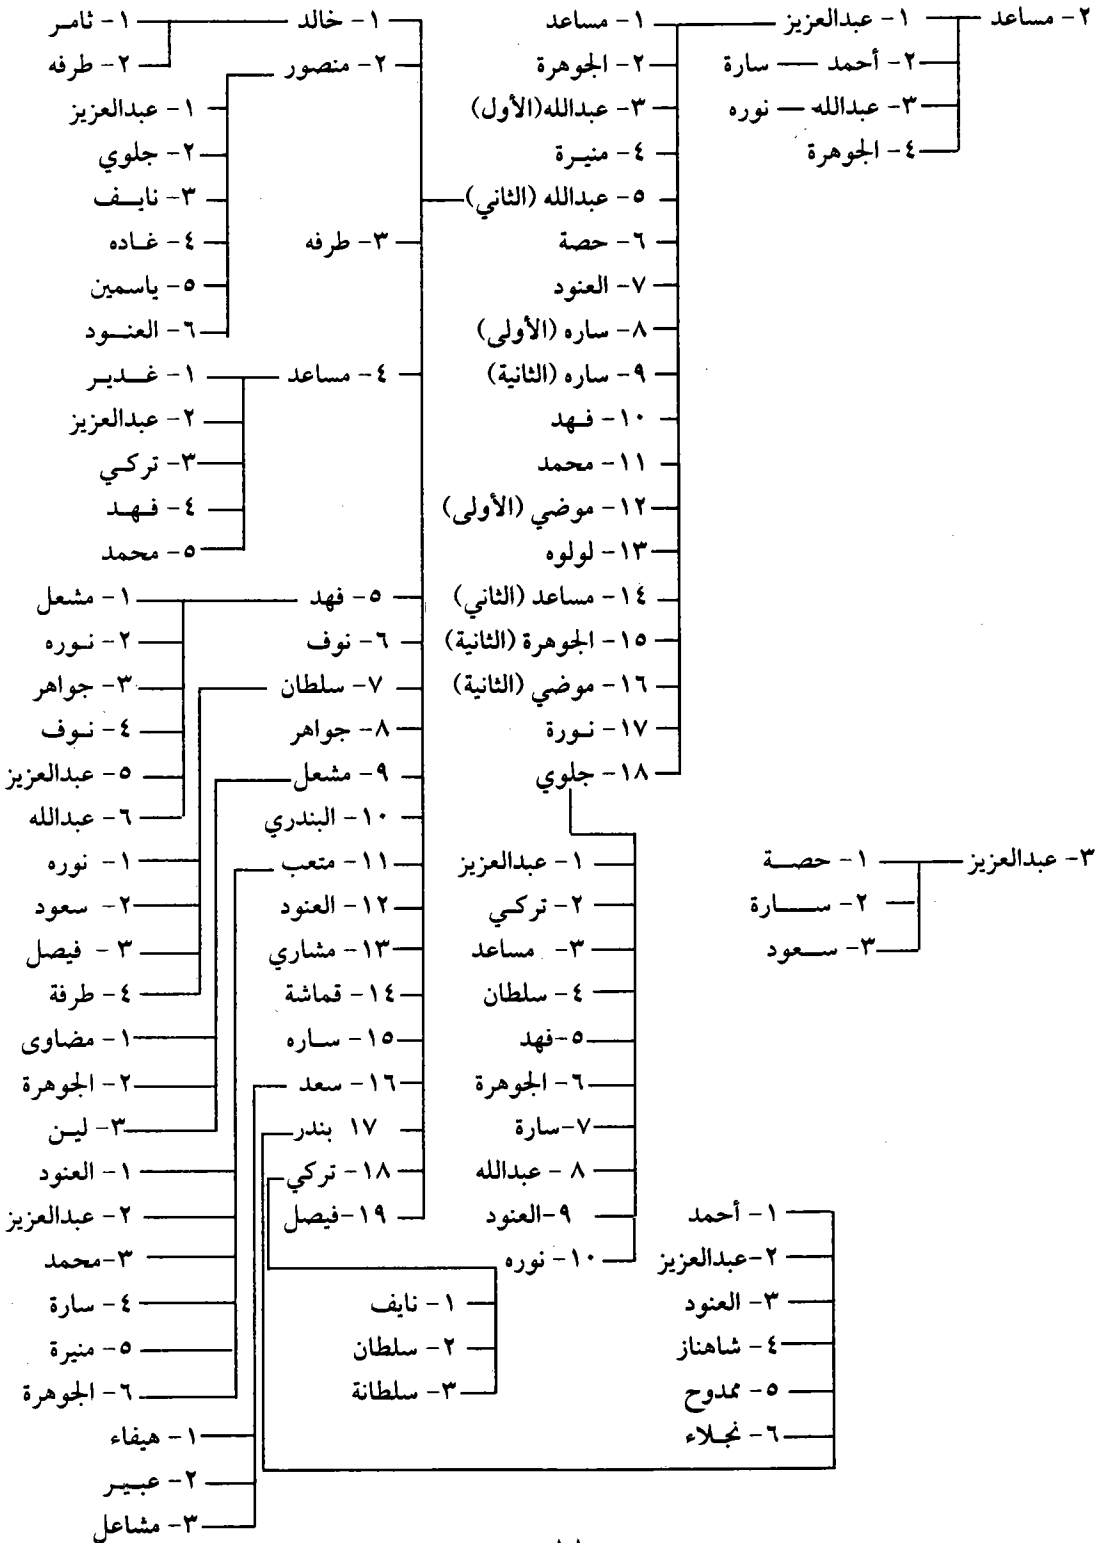 ٢- مساعد
١- عبدالعزيز
٢- أحمد — سارة
٣- عبدالله — نوره
٤- الجوهرة
١- مساعد
٢- الجوهرة
٣- عبدالله(الأول)
٤- منيرة
٥- عبدالله (الثاني)
٦- حصة
٧- العنود
٨- ساره (الأولى)
٩- ساره (الثانية)
١٠- فهد
١١- محمد
١٢- موضي (الأولى)
١٣- لولوه
١٤- مساعد (الثاني)
١٥- الجوهرة (الثانية)
١٦- موضي (الثانية)
١٧- نورة
١٨- جلوي
١- خالد
٢- منصور
٣- طرفه
٤- مساعد
٥- فهد
٦- نوف
٧- سلطان
٨- جواهر
٩- مشعل
١٠- البندري
١١- متعب
١٢- العنود
١٣- مشاري
١٤- قماشة
١٥- ساره
١٦- سعد
١٧ بندر
١٨- تركي
١٩-فيصل
١- ثامر
٢- طرفه
١- عبدالعزيز
٢- جلوي
٣- نايف
٤- غاده
٥- ياسمين
٦- العنود
١- غدير
٢- عبدالعزيز
٣- تركي
٤- فهد
٥- محمد
١- مشعل
٢- نوره
٣- جواهر
٤- نوف
٥- عبدالعزيز
٦- عبدالله
١- نوره
٢- سعود
٣ - فيصل
٤- طرفة
١- مضاوى
٢- الجوهرة
٣- لين
١- العنود
٢- عبدالعزيز
٣-محمد
٤- سارة
٥- منيرة
٦- الجوهرة
١- هيفاء
٢- عبير
٣- مشاعل
١- عبدالعزيز
٢- تركي
٣- مساعد
٤- سلطان
٥-فهد
٦- الجوهرة
٧-سارة
٨ - عبدالله
٩-العنود
١٠- نوره
١- نايف
٢- سلطان
٣- سلطانة
١- أحمد
٢-عبدالعزيز
٣- العنود
٤- شاهناز
٥- ممدوح
٦- نجلاء
٣- عبدالعزيز
١- حصة
٢- سارة
٣- سعود